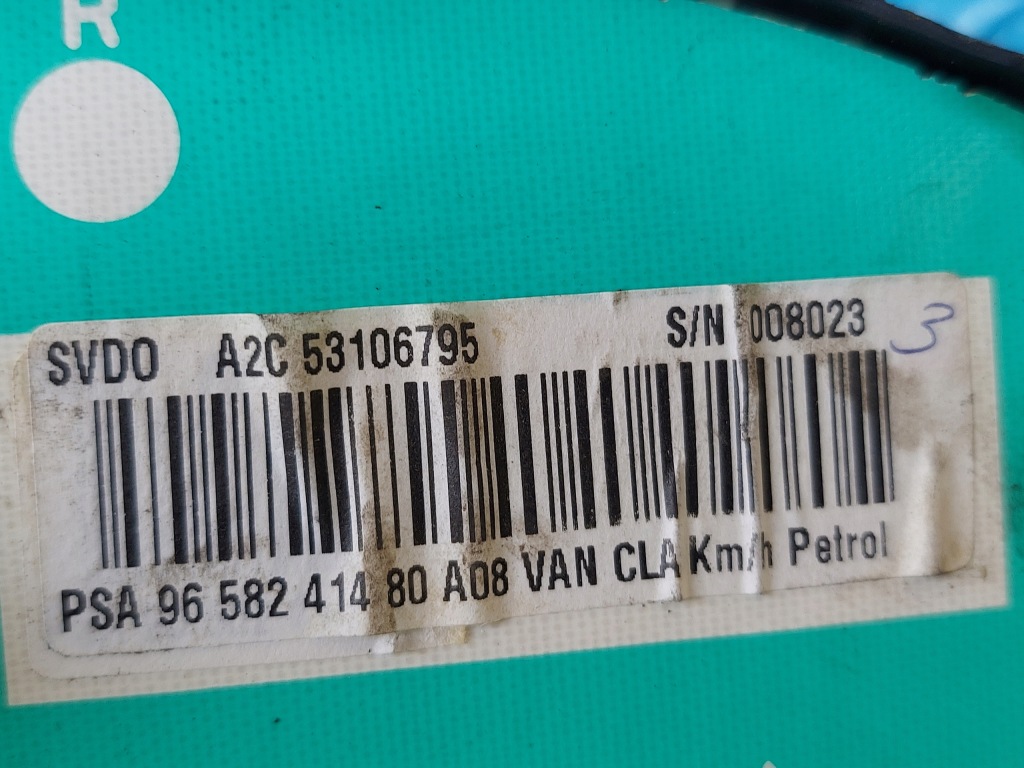 R
SVDO A2C 53106795 S/N 008023 3
PSA 96 582 414 80 A08 VAN CLA Km/h Petrol